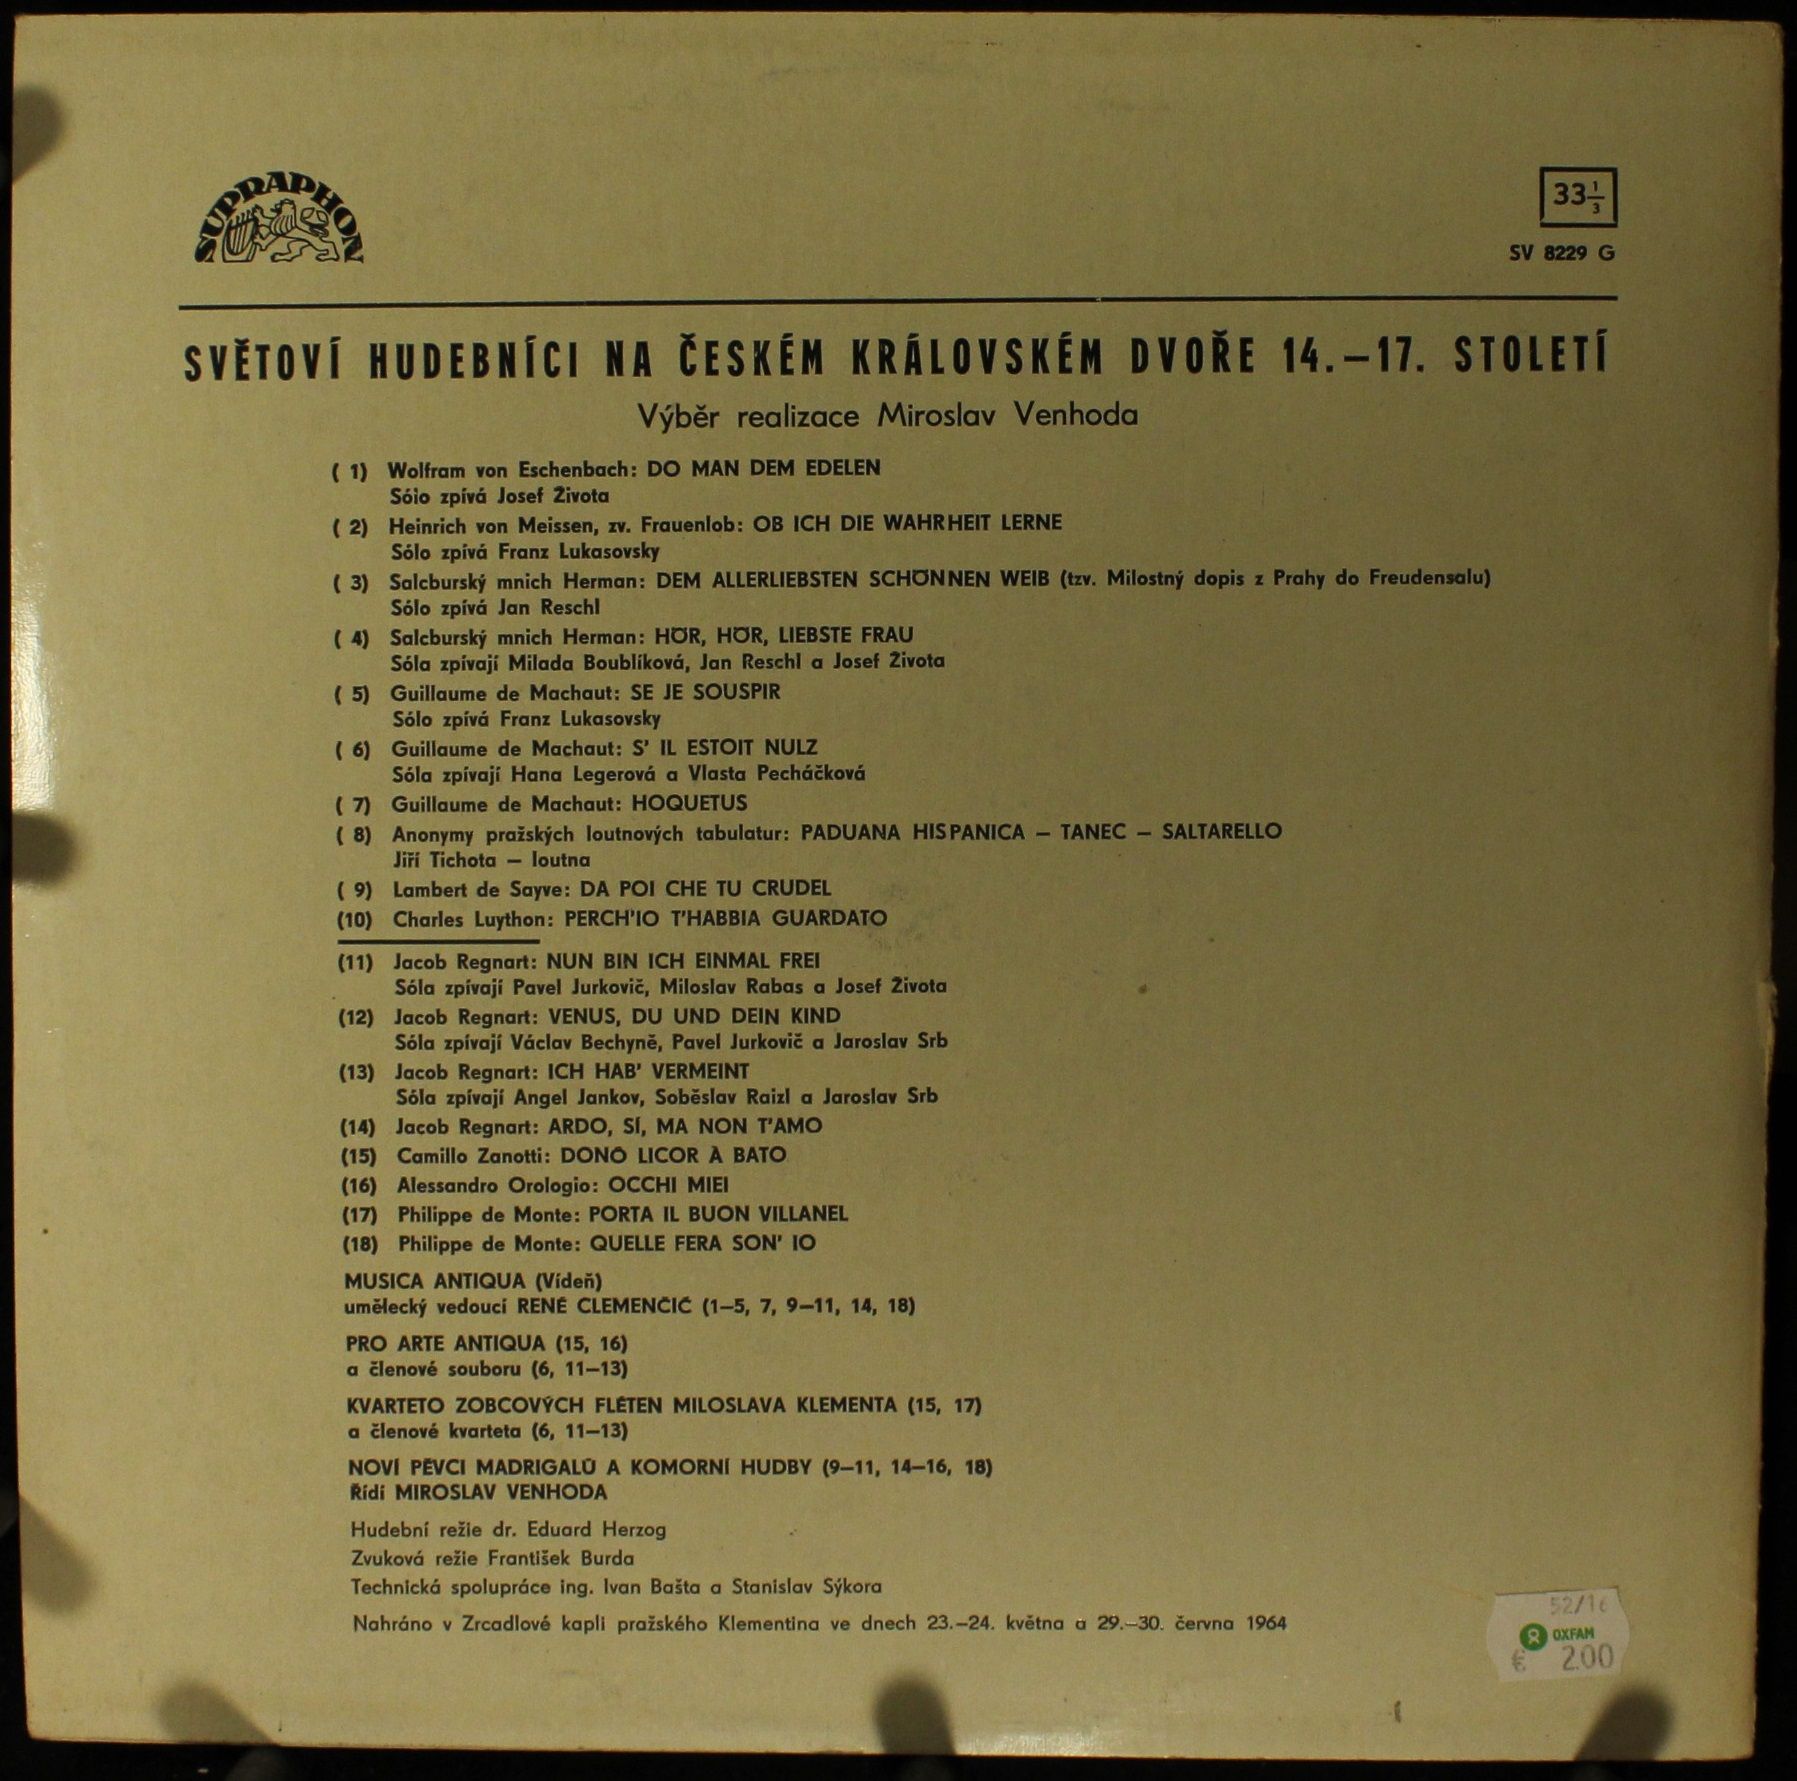 SUPRAPHON
33 1/3
SV 8229 G
SVĚTOVÍ HUDEBNÍCI NA ČESKÉM KRÁLOVSKÉM DVOŘE 14.–17. STOLETÍ
Výběr realizace Miroslav Venhoda
( 1) Wolfram von Eschenbach: DO MAN DEM EDELEN
Sólo zpívá Josef Života
( 2) Heinrich von Meissen, zv. Frauenlob: OB ICH DIE WAHRHEIT LERNE
Sólo zpívá Franz Lukasovsky
( 3) Salcburský mnich Herman: DEM ALLERLIEBSTEN SCHÖNNEN WEIB (tzv. Milostný dopis z Prahy do Freudensalu)
Sólo zpívá Jan Reschl
( 4) Salcburský mnich Herman: HÖR, HÖR, LIEBSTE FRAU
Sóla zpívají Milada Boublíková, Jan Reschl a Josef Života
( 5) Guillaume de Machaut: SE JE SOUSPIR
Sólo zpívá Franz Lukasovsky
( 6) Guillaume de Machaut: S' IL ESTOIT NULZ
Sóla zpívají Hana Legerová a Vlasta Pecháčková
( 7) Guillaume de Machaut: HOQUETUS
( 8) Anonymy pražských loutnových tabulatur: PADUANA HISPANICA – TANEC – SALTARELLO
Jiří Tichota – loutna
( 9) Lambert de Sayve: DA POI CHE TU CRUDEL
(10) Charles Luython: PERCH'IO T'HABBIA GUARDATO
(11) Jacob Regnart: NUN BIN ICH EINMAL FREI
Sóla zpívají Pavel Jurkovič, Miloslav Rabas a Josef Života
(12) Jacob Regnart: VENUS, DU UND DEIN KIND
Sóla zpívají Václav Bechyně, Pavel Jurkovič a Jaroslav Srb
(13) Jacob Regnart: ICH HAB' VERMEINT
Sóla zpívají Angel Jankov, Soběslav Raizl a Jaroslav Srb
(14) Jacob Regnart: ARDO, SÍ, MA NON T'AMO
(15) Camillo Zanotti: DONÒ LICOR À BATO
(16) Alessandro Orologio: OCCHI MIEI
(17) Philippe de Monte: PORTA IL BUON VILLANEL
(18) Philippe de Monte: QUELLE FERA SON' IO
MUSICA ANTIQUA (Vídeň)
umělecký vedoucí RENÉ CLEMENČIĆ (1–5, 7, 9–11, 14, 18)
PRO ARTE ANTIQUA (15, 16)
a členové souboru (6, 11–13)
KVARTETO ZOBCOVÝCH FLÉTEN MILOSLAVA KLEMENTA (15, 17)
a členové kvarteta (6, 11–13)
NOVÍ PĚVCI MADRIGALŮ A KOMORNÍ HUDBY (9–11, 14–16, 18)
Řídí MIROSLAV VENHODA
Hudební režie dr. Eduard Herzog
Zvuková režie František Burda
Technická spolupráce ing. Ivan Bašta a Stanislav Sýkora
Nahráno v Zrcadlové kapli pražského Klementina ve dnech 23.–24. května a 29.–30. června 1964
52/16
OXFAM
€ 2.00